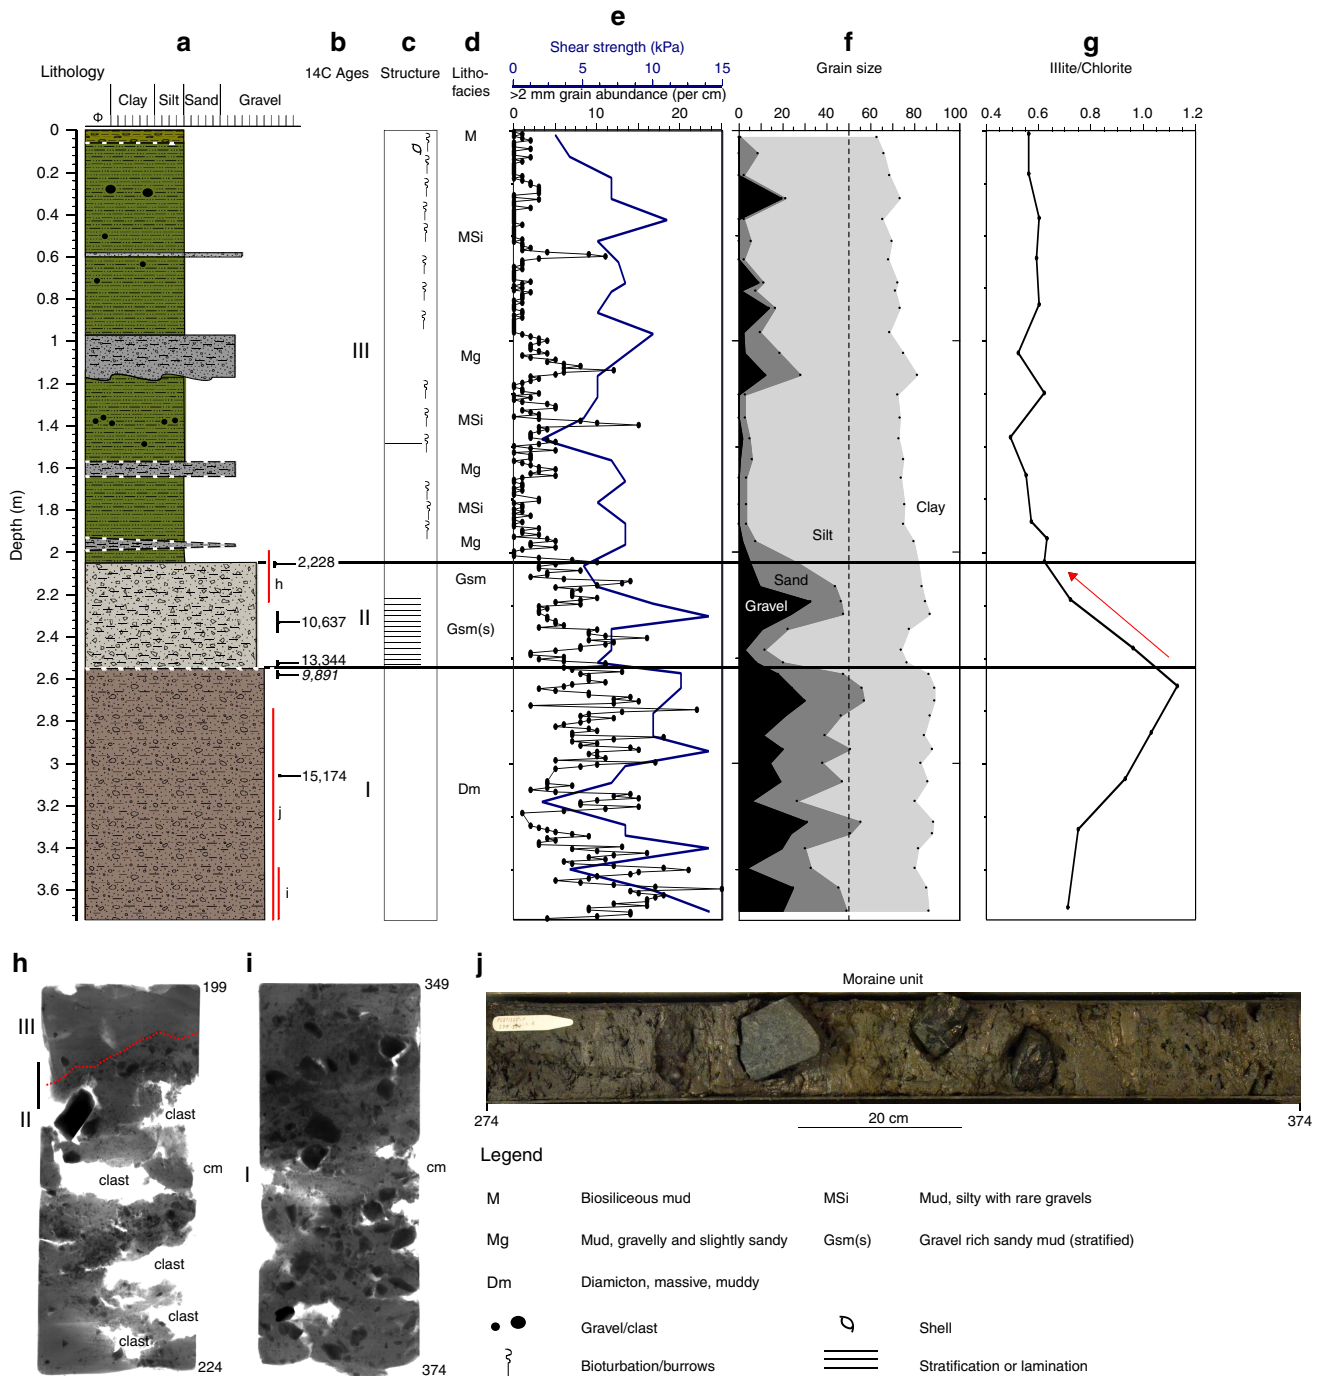 a
b
c
d
e
f
g
Lithology
14C Ages
Structure
Litho-
facies
Shear strength (kPa)
0 5 10 15
>2 mm grain abundance (per cm)
0 10 20
Grain size
0 20 40 60 80 100
Illite/Chlorite
0.4 0.6 0.8 1.0 1.2
Φ Clay Silt Sand Gravel
Depth (m)
0
0.2
0.4
0.6
0.8
1
1.2
1.4
1.6
1.8
2
2.2
2.4
2.6
2.8
3
3.2
3.4
3.6
M
MSi
III
Mg
MSi
Mg
MSi
Mg
Clay
Silt
2,228
h
Gsm
Sand
Gravel
10,637
II
Gsm(s)
13,344
9,891
15,174
I
Dm
j
i
h
i
j
Moraine unit
199
III
II
clast
clast
cm
clast
clast
clast
224
349
I
cm
374
274
20 cm
374
Legend
M Biosiliceous mud MSi Mud, silty with rare gravels
Mg Mud, gravelly and slightly sandy Gsm(s) Gravel rich sandy mud (stratified)
Dm Diamicton, massive, muddy
Gravel/clast Shell
Bioturbation/burrows Stratification or lamination